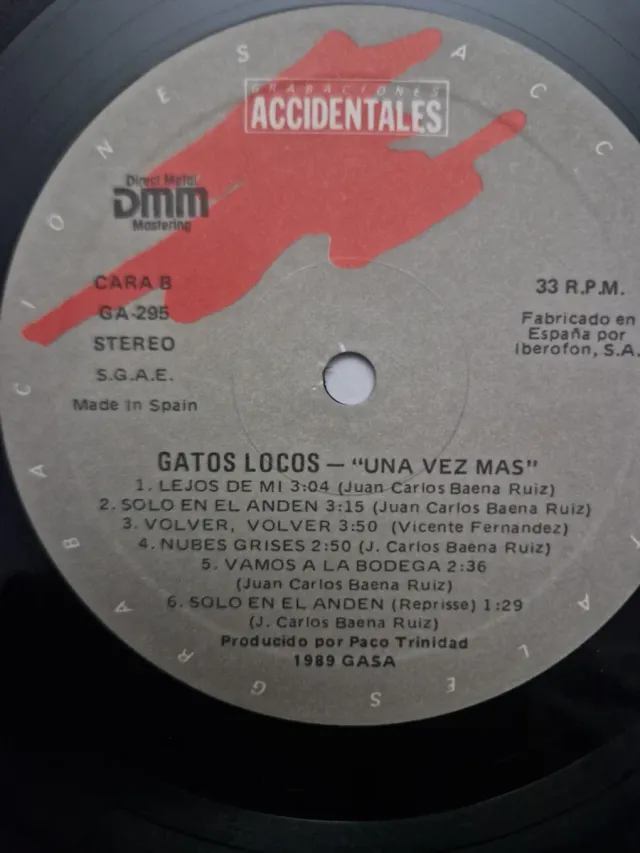 GRABACIONES
ACCIDENTALES
Direct Metal
DMM
Mastering
CARA B
GA-295
STEREO
S.G.A.E.
Made in Spain
33 R.P.M.
Fabricado en
España por
Iberofon, S.A.
GATOS LOCOS — "UNA VEZ MAS"
1. LEJOS DE MI 3:04 (Juan Carlos Baena Ruiz)
2. SOLO EN EL ANDEN 3:15 (Juan Carlos Baena Ruiz)
3. VOLVER, VOLVER 3:50 (Vicente Fernandez)
4. NUBES GRISES 2:50 (J. Carlos Baena Ruiz)
5. VAMOS A LA BODEGA 2:36
(Juan Carlos Baena Ruiz)
6. SOLO EN EL ANDEN (Reprisse) 1:29
(J. Carlos Baena Ruiz)
Producido por Paco Trinidad
1989 GASA
GRABACIONES ACC
T
ALES